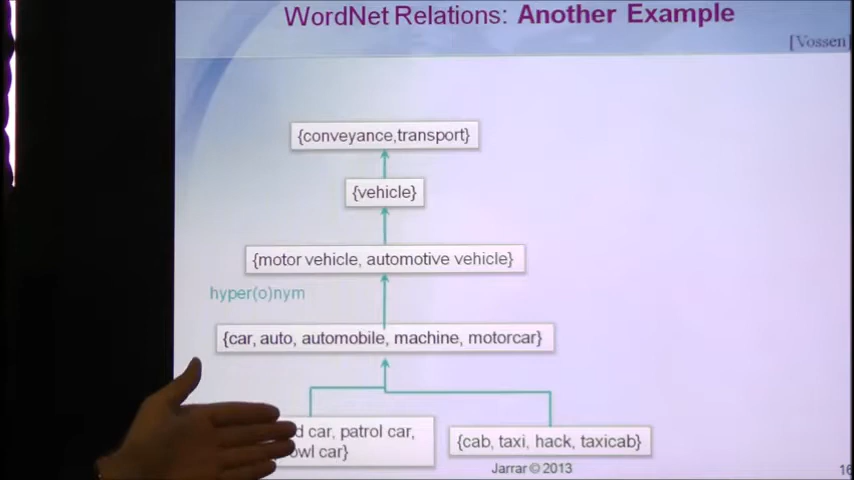 WordNet Relations: Another Example
[Vossen]
{conveyance,transport}
{vehicle}
{motor vehicle, automotive vehicle}
hyper(o)nym
{car, auto, automobile, machine, motorcar}
car, patrol car,
car}
{cab, taxi, hack, taxicab}
Jarrar © 2013
16